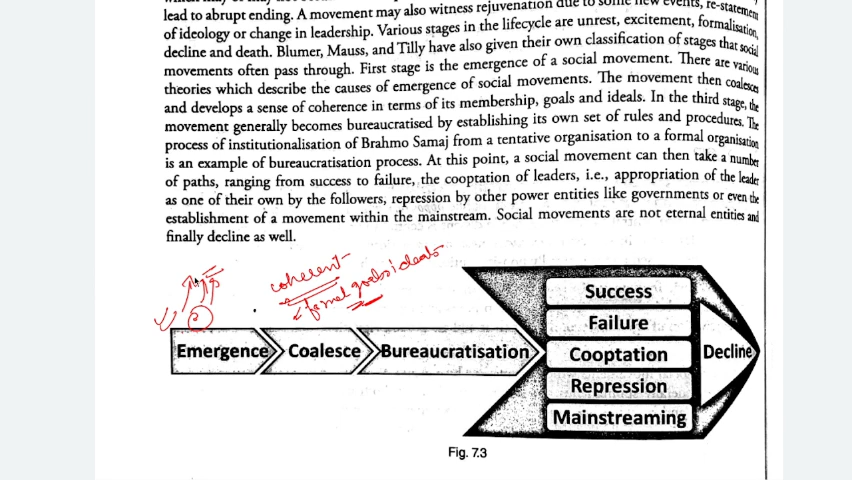 lead to abrupt ending. A movement may also witness rejuvenation due to some new events, re-statement
of ideology or change in leadership. Various stages in the lifecycle are unrest, excitement, formalisation,
decline and death. Blumer, Mauss, and Tilly have also given their own classification of stages that social
movements often pass through. First stage is the emergence of a social movement. There are various
theories which describe the causes of emergence of social movements. The movement then coalesces
and develops a sense of coherence in terms of its membership, goals and ideals. In the third stage, the
movement generally becomes bureaucratised by establishing its own set of rules and procedures. The
process of institutionalisation of Brahmo Samaj from a tentative organisation to a formal organisation
is an example of bureaucratisation process. At this point, a social movement can then take a number
of paths, ranging from success to failure, the cooptation of leaders, i.e., appropriation of the leader
as one of their own by the followers, repression by other power entities like governments or even the
establishment of a movement within the mainstream. Social movements are not eternal entities and
finally decline as well.
coherent
goals ideals
Success
Failure
Emergence Coalesce Bureaucratisation Cooptation Decline
Repression
Mainstreaming
Fig. 7.3